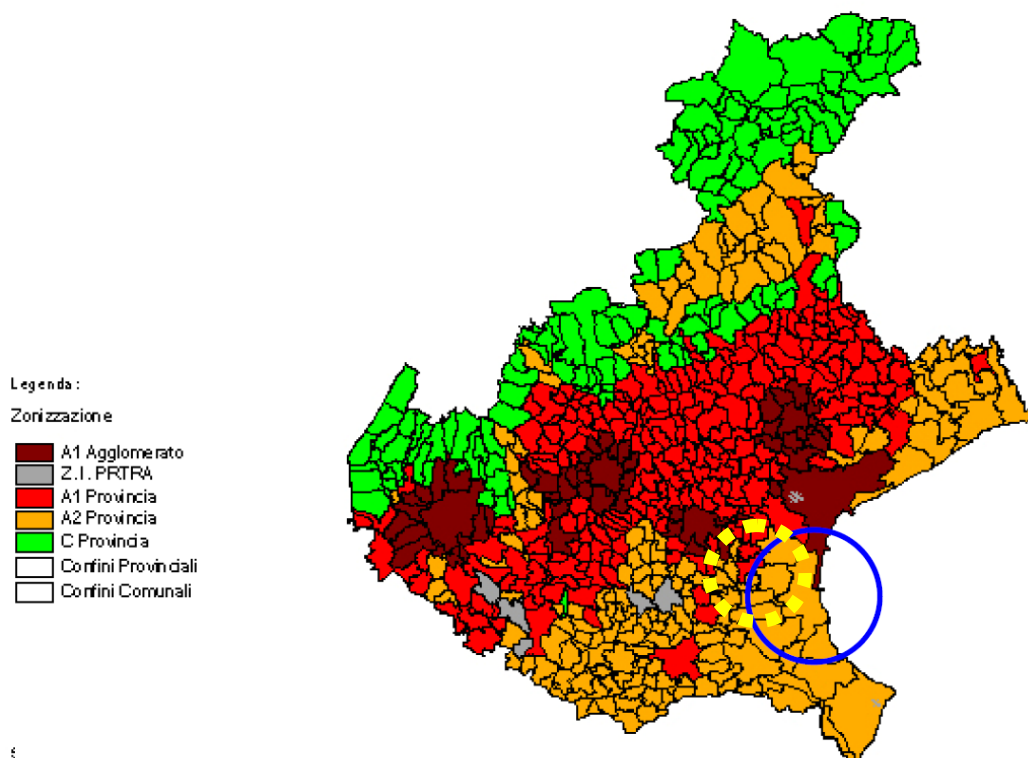 Legenda:
Zonizzazione
A1 Agglomerato
Z.I. PRTRA
A1 Provincia
A2 Provincia
C Provincia
Confini Provinciali
Confini Comunali